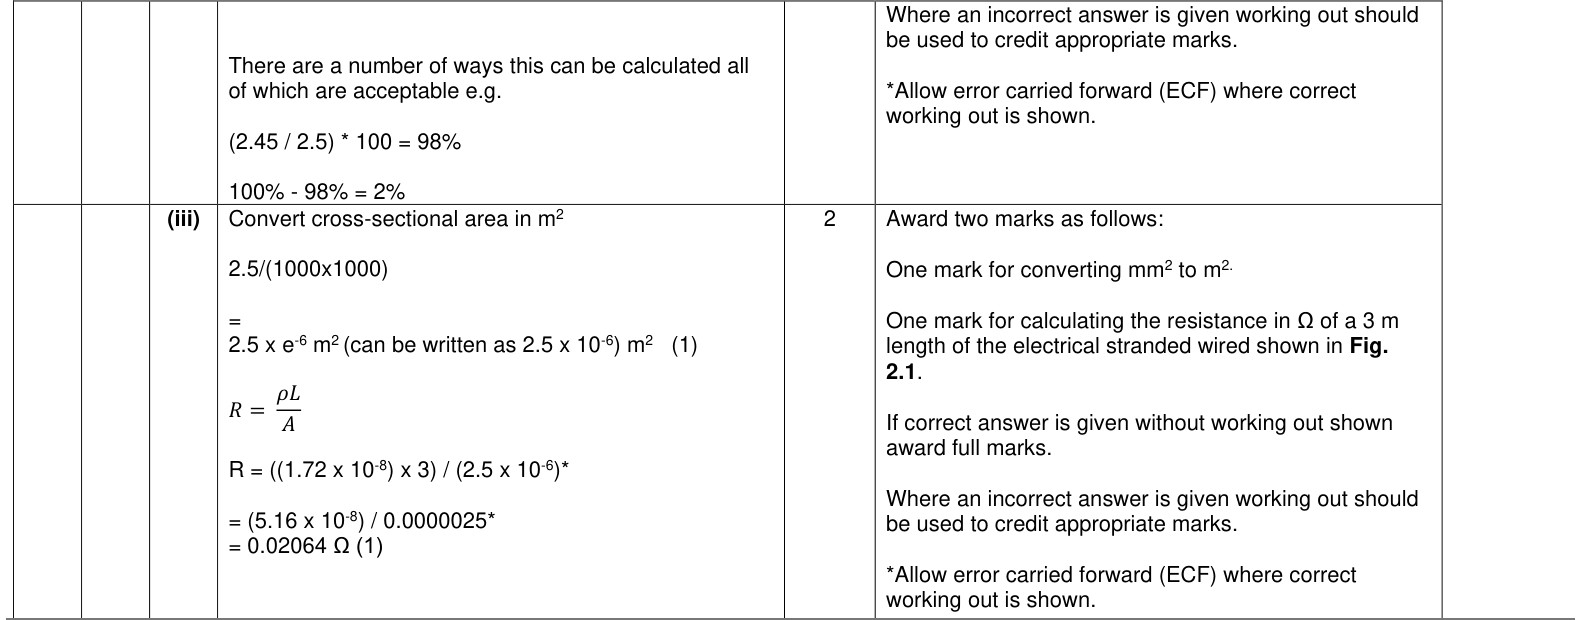 There are a number of ways this can be calculated all
of which are acceptable e.g.
(2.45 / 2.5) * 100 = 98%
100% - 98% = 2%
Where an incorrect answer is given working out should
be used to credit appropriate marks.
*Allow error carried forward (ECF) where correct
working out is shown.
(iii)
Convert cross-sectional area in m²
2.5/(1000x1000)
=
2.5 x e⁻⁶ m² (can be written as 2.5 x 10⁻⁶) m² (1)
R = ρL / A
R = ((1.72 x 10⁻⁸) x 3) / (2.5 x 10⁻⁶)*
= (5.16 x 10⁻⁸) / 0.0000025*
= 0.02064 Ω (1)
2
Award two marks as follows:
One mark for converting mm² to m².
One mark for calculating the resistance in Ω of a 3 m
length of the electrical stranded wired shown in Fig.
2.1.
If correct answer is given without working out shown
award full marks.
Where an incorrect answer is given working out should
be used to credit appropriate marks.
*Allow error carried forward (ECF) where correct
working out is shown.